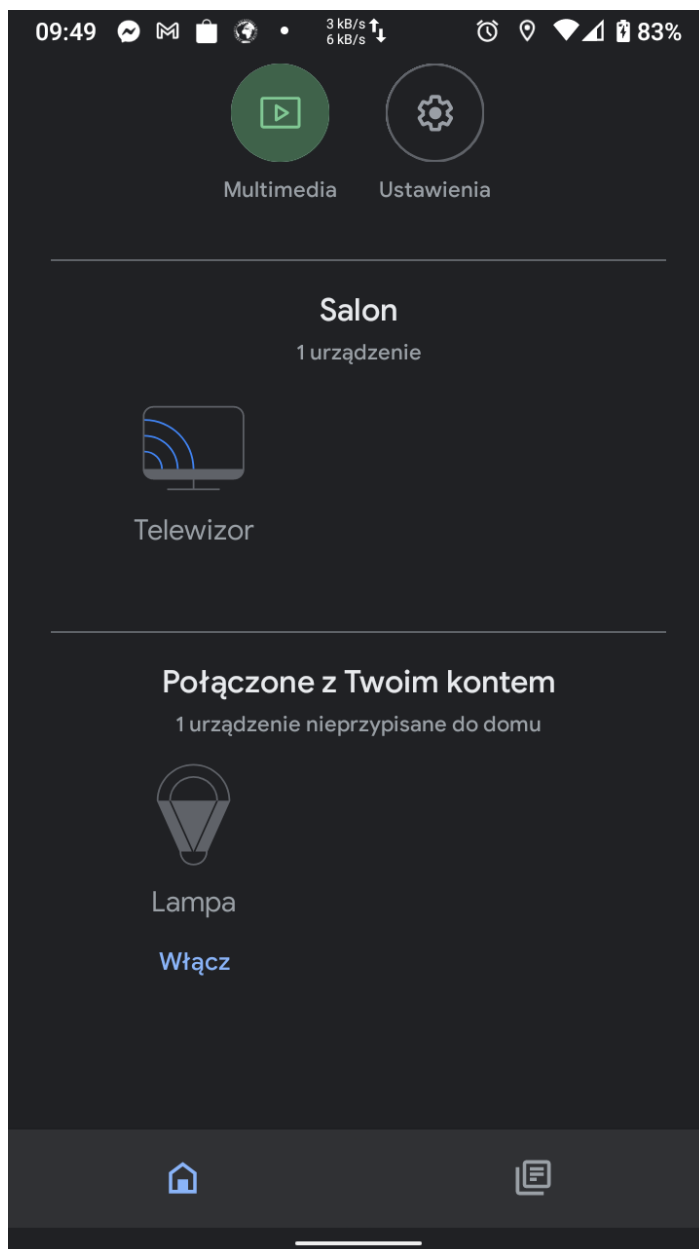 09:49
3 kB/s
6 kB/s
83%
Multimedia
Ustawienia
Salon
1 urządzenie
Telewizor
Połączone z Twoim kontem
1 urządzenie nieprzypisane do domu
Lampa
Włącz